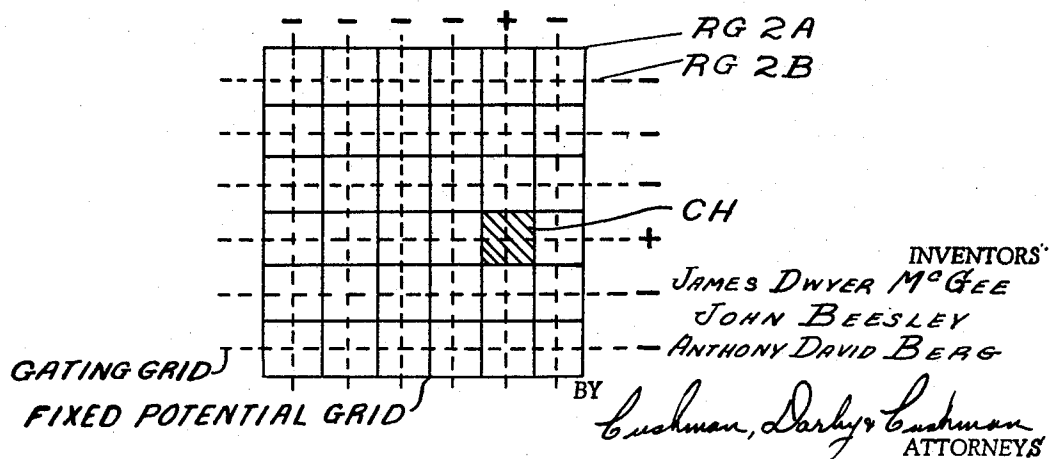 − − − − + −
RG 2A
RG 2B
−
−
−
CH
+
−
−
INVENTORS
JAMES DWYER McGEE
JOHN BEESLEY
ANTHONY DAVID BERG
GATING GRID
FIXED POTENTIAL GRID
BY
Cushman, Darby & Cushman
ATTORNEYS